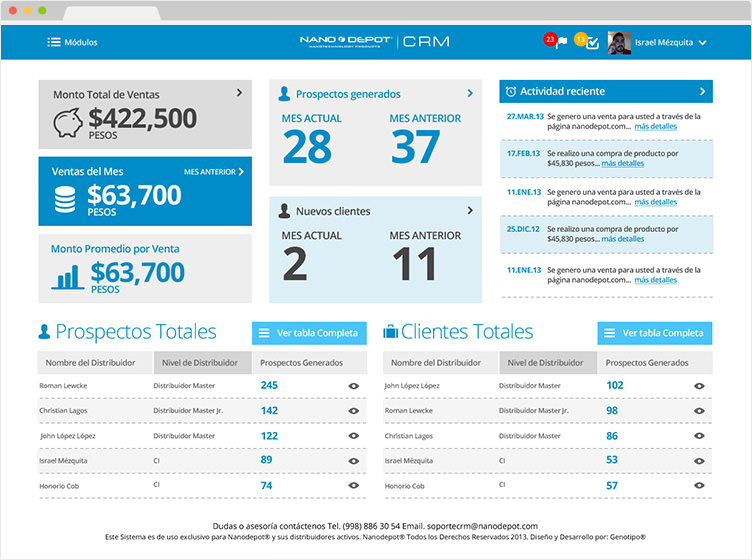 Módulos
NANO DEPOT
NANOTECHNOLOGY PRODUCTS
CRM
23
13
Israel Mézquita
Monto Total de Ventas
$422,500
PESOS
Ventas del Mes
MES ANTERIOR
$63,700
PESOS
Monto Promedio por Venta
$63,700
PESOS
Prospectos generados
MES ACTUAL MES ANTERIOR
28 37
Nuevos clientes
MES ACTUAL MES ANTERIOR
2 11
Actividad reciente
27.MAR.13 Se genero una venta para usted a través de la
página nanodepot.com... más detalles
17.FEB.13 Se realizo una compra de producto por
$45,830 pesos... más detalles
11.ENE.13 Se genero una venta para usted a través de la
página nanodepot.com... más detalles
25.DIC.12 Se realizo una compra de producto por
$45,830 pesos... más detalles
11.ENE.13 Se genero una venta para usted a través de la
página nanodepot.com... más detalles
Prospectos Totales
Ver tabla Completa
Nombre del Distribuidor Nivel de Distribuidor Prospectos Generados
Roman Lewcke Distribuidor Master 245
Christian Lagos Distribuidor Master Jr. 142
John López López Distribuidor Master 122
Israel Mézquita CI 89
Honorio Cob CI 74
Clientes Totales
Ver tabla Completa
Nombre del Distribuidor Nivel de Distribuidor Prospectos Generados
John López López Distribuidor Master 102
Roman Lewcke Distribuidor Master Jr. 98
Christian Lagos Distribuidor Master 86
Israel Mézquita CI 53
Honorio Cob CI 57
Dudas o asesoría contáctenos Tel. (998) 886 30 54 Email. soportecrm@nanodepot.com
Este Sistema es de uso exclusivo para Nanodepot® y sus distribuidores activos. Nanodepot® Todos los Derechos Reservados 2013. Diseño y Desarrollo por: Genotipo®